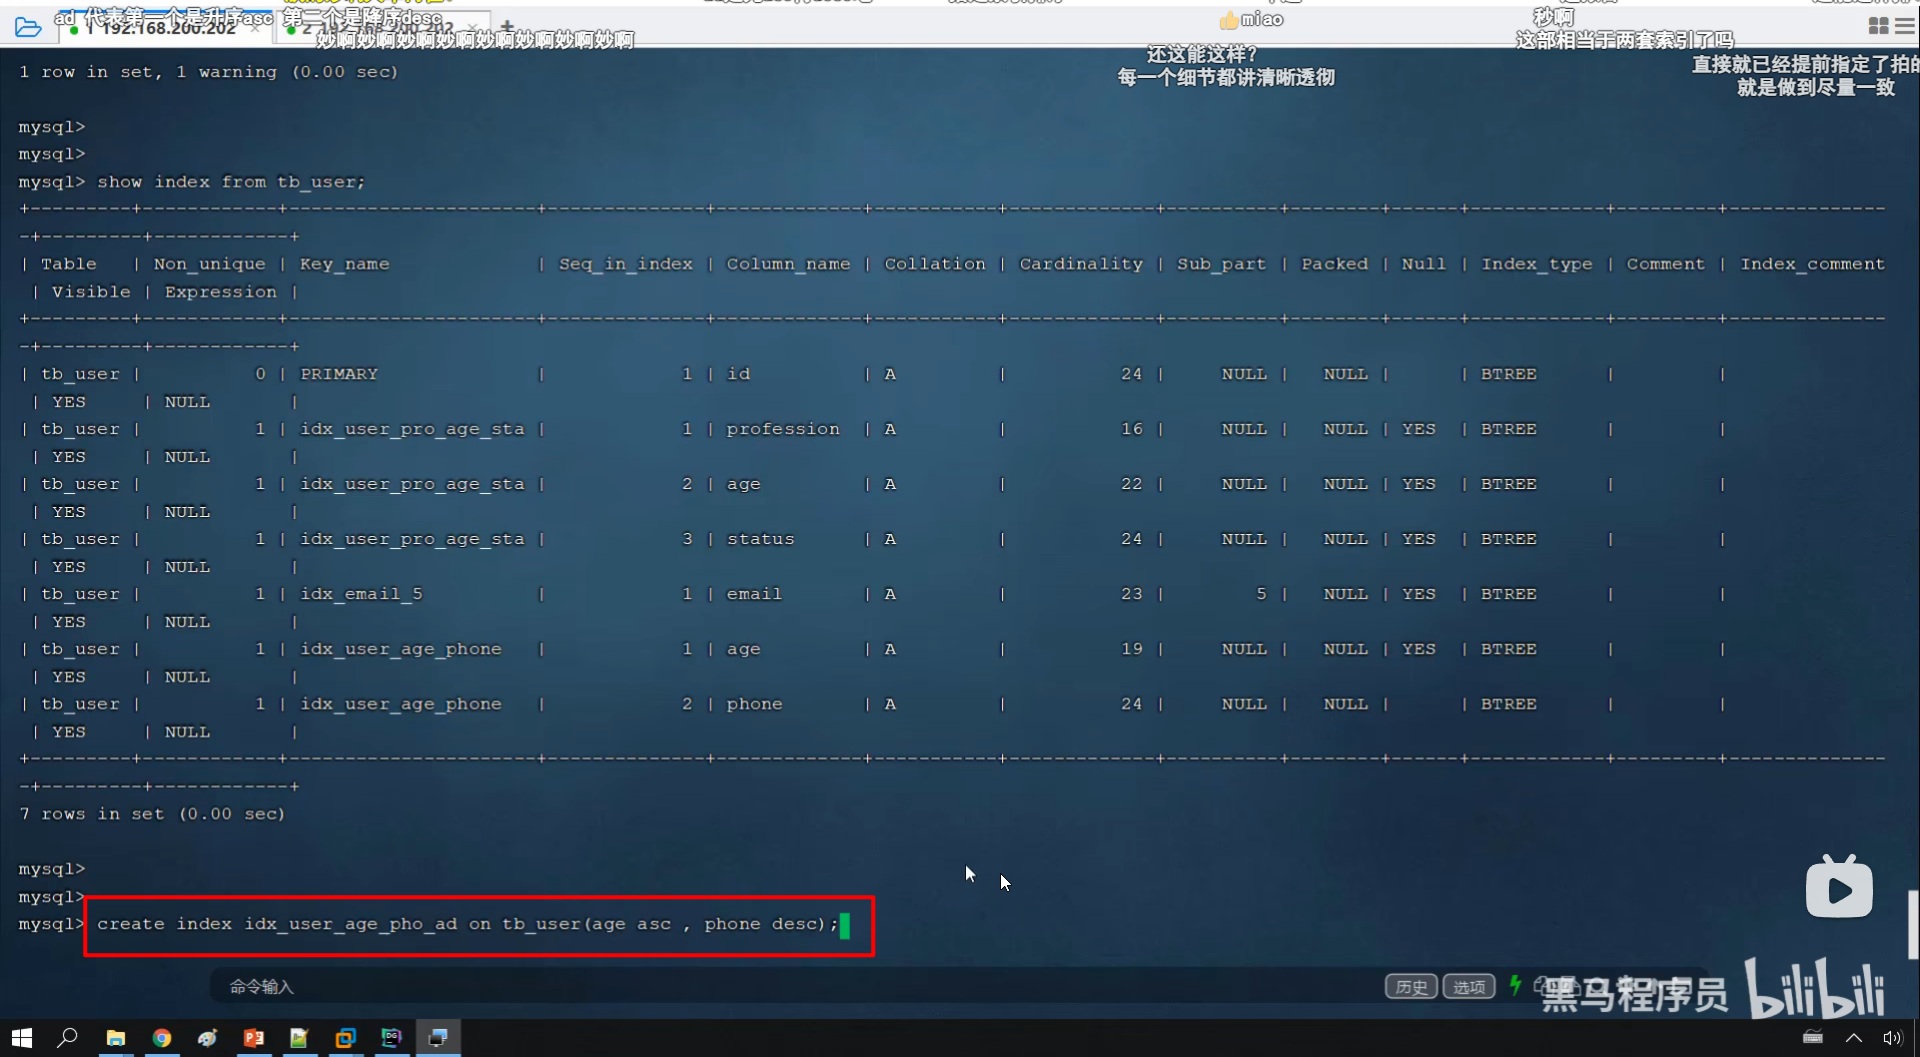 ad 代表第一个是升序asc 第二个是降序desc
1 192.168.200.202
妙啊妙啊妙啊妙啊妙啊妙啊妙啊妙啊
miao
秒啊
这部相当于两套索引了吗
还这能这样?
每一个细节都讲清晰透彻
直接就已经提前指定了拍的
就是做到尽量一致
1 row in set, 1 warning (0.00 sec)
mysql>
mysql>
mysql> show index from tb_user;
+---------+------------+----------------------+--------------+-------------+-----------+-------------+----------+--------+------+------------+---------+--------------
-+---------+------------+
| Table | Non_unique | Key_name | Seq_in_index | Column_name | Collation | Cardinality | Sub_part | Packed | Null | Index_type | Comment | Index_comment
| Visible | Expression |
+---------+------------+----------------------+--------------+-------------+-----------+-------------+----------+--------+------+------------+---------+--------------
-+---------+------------+
| tb_user | 0 | PRIMARY | 1 | id | A | 24 | NULL | NULL | | BTREE | |
| YES | NULL |
| tb_user | 1 | idx_user_pro_age_sta | 1 | profession | A | 16 | NULL | NULL | YES | BTREE | |
| YES | NULL |
| tb_user | 1 | idx_user_pro_age_sta | 2 | age | A | 22 | NULL | NULL | YES | BTREE | |
| YES | NULL |
| tb_user | 1 | idx_user_pro_age_sta | 3 | status | A | 24 | NULL | NULL | YES | BTREE | |
| YES | NULL |
| tb_user | 1 | idx_email_5 | 1 | email | A | 23 | 5 | NULL | YES | BTREE | |
| YES | NULL |
| tb_user | 1 | idx_user_age_phone | 1 | age | A | 19 | NULL | NULL | YES | BTREE | |
| YES | NULL |
| tb_user | 1 | idx_user_age_phone | 2 | phone | A | 24 | NULL | NULL | | BTREE | |
| YES | NULL |
+---------+------------+----------------------+--------------+-------------+-----------+-------------+----------+--------+------+------------+---------+--------------
-+---------+------------+
7 rows in set (0.00 sec)
mysql>
mysql>
mysql> create index idx_user_age_pho_ad on tb_user(age asc , phone desc);
命令输入
历史 选项
黑马程序员 bilibili